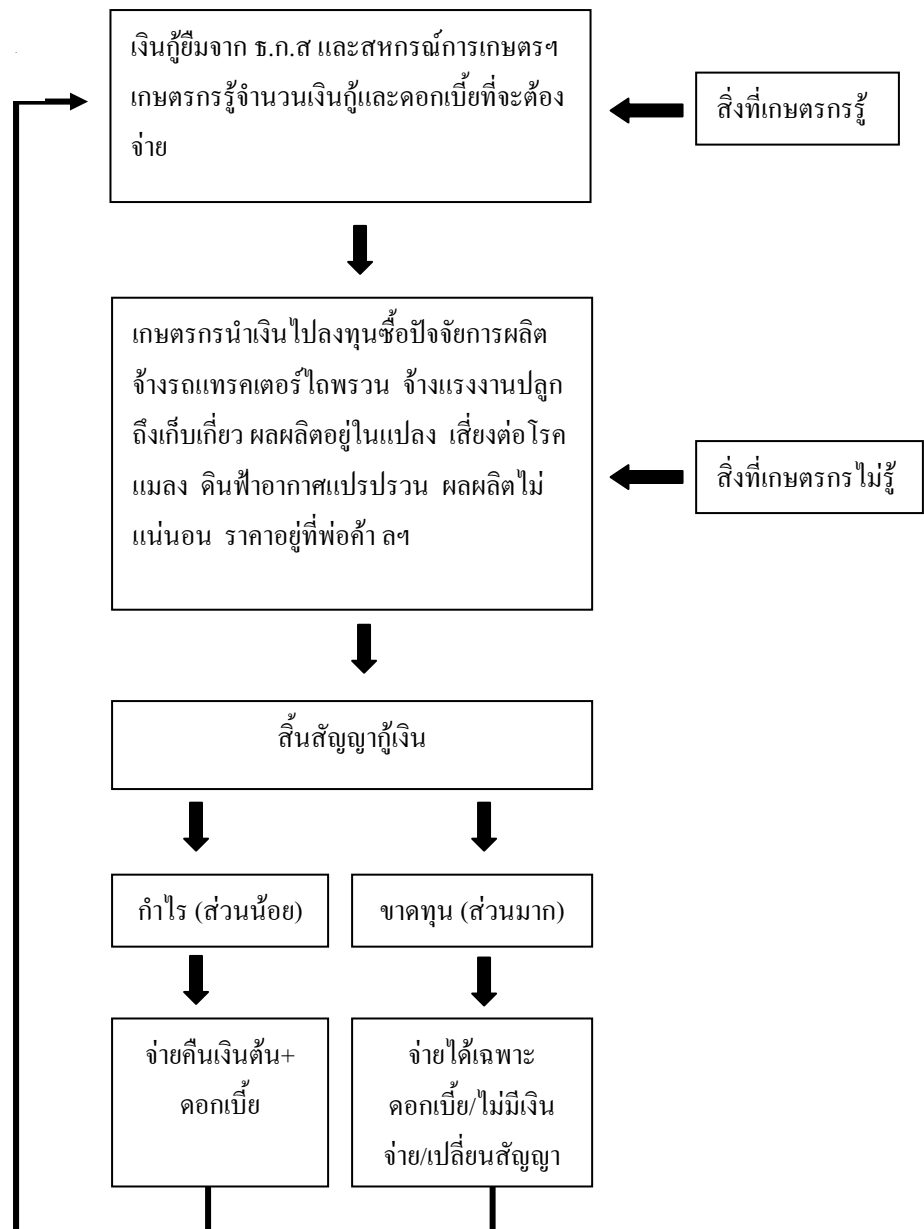 เงินกู้ยืมจาก ธ.ก.ส และสหกรณ์การเกษตรฯ
เกษตรกรรู้จำนวนเงินกู้และดอกเบี้ยที่จะต้อง
จ่าย
สิ่งที่เกษตรกรรู้
เกษตรกรนำเงินไปลงทุนซื้อปัจจัยการผลิต
จ้างรถแทรคเตอร์ไถพรวน จ้างแรงงานปลูก
ถึงเก็บเกี่ยว ผลผลิตอยู่ในแปลง เสี่ยงต่อโรค
แมลง ดินฟ้าอากาศแปรปรวน ผลผลิตไม่
แน่นอน ราคาอยู่ที่พ่อค้า ลฯ
สิ่งที่เกษตรกรไม่รู้
สิ้นสัญญากู้เงิน
กำไร (ส่วนน้อย)
ขาดทุน (ส่วนมาก)
จ่ายคืนเงินต้น+
ดอกเบี้ย
จ่ายได้เฉพาะ
ดอกเบี้ย/ไม่มีเงิน
จ่าย/เปลี่ยนสัญญา